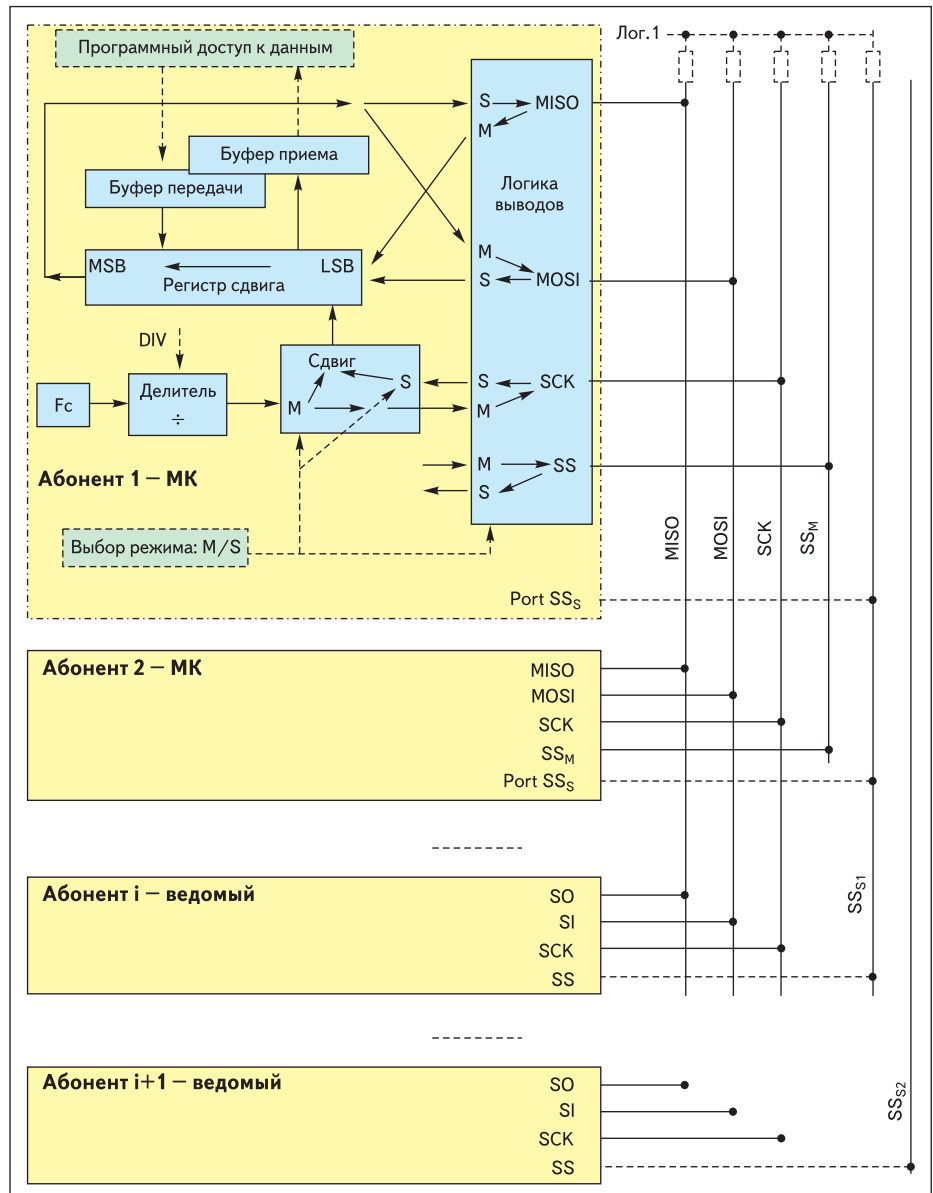 Программный доступ к данным
Лог.1
S
MISO
M
Буфер приема
Буфер передачи
Логика
выводов
MSB
LSB
Регистр сдвига
M
S
MOSI
DIV
Fc
Делитель
÷
Сдвиг
S
M
S
SCK
M
Абонент 1 – МК
M
SS
S
Выбор режима: M/S
MISO
MOSI
SCK
SSM
Port SSS
Абонент 2 – МК
MISO
MOSI
SCK
SSM
Port SSS
Абонент i – ведомый
SO
SI
SCK
SS
SSS1
Абонент i+1 – ведомый
SO
SI
SCK
SS
SSS2